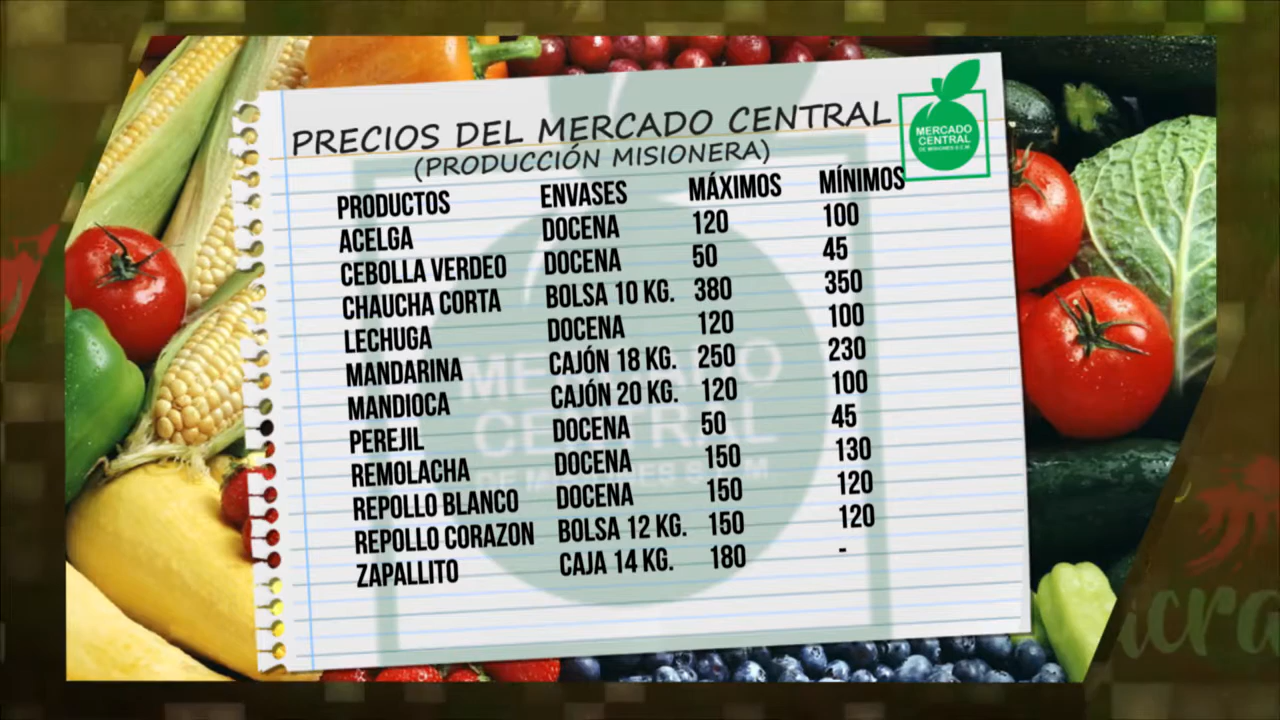 PRECIOS DEL MERCADO CENTRAL
(PRODUCCIÓN MISIONERA)
MERCADO
CENTRAL
DE MISIONES S.E.M
PRODUCTOS ENVASES MÁXIMOS MÍNIMOS
ACELGA DOCENA 120 100
CEBOLLA VERDEO DOCENA 50 45
CHAUCHA CORTA BOLSA 10 KG. 380 350
LECHUGA DOCENA 120 100
MANDARINA CAJÓN 18 KG. 250 230
MANDIOCA CAJÓN 20 KG. 120 100
PEREJIL DOCENA 50 45
REMOLACHA DOCENA 150 130
REPOLLO BLANCO DOCENA 150 120
REPOLLO CORAZON BOLSA 12 KG. 150 120
ZAPALLITO CAJA 14 KG. 180 -